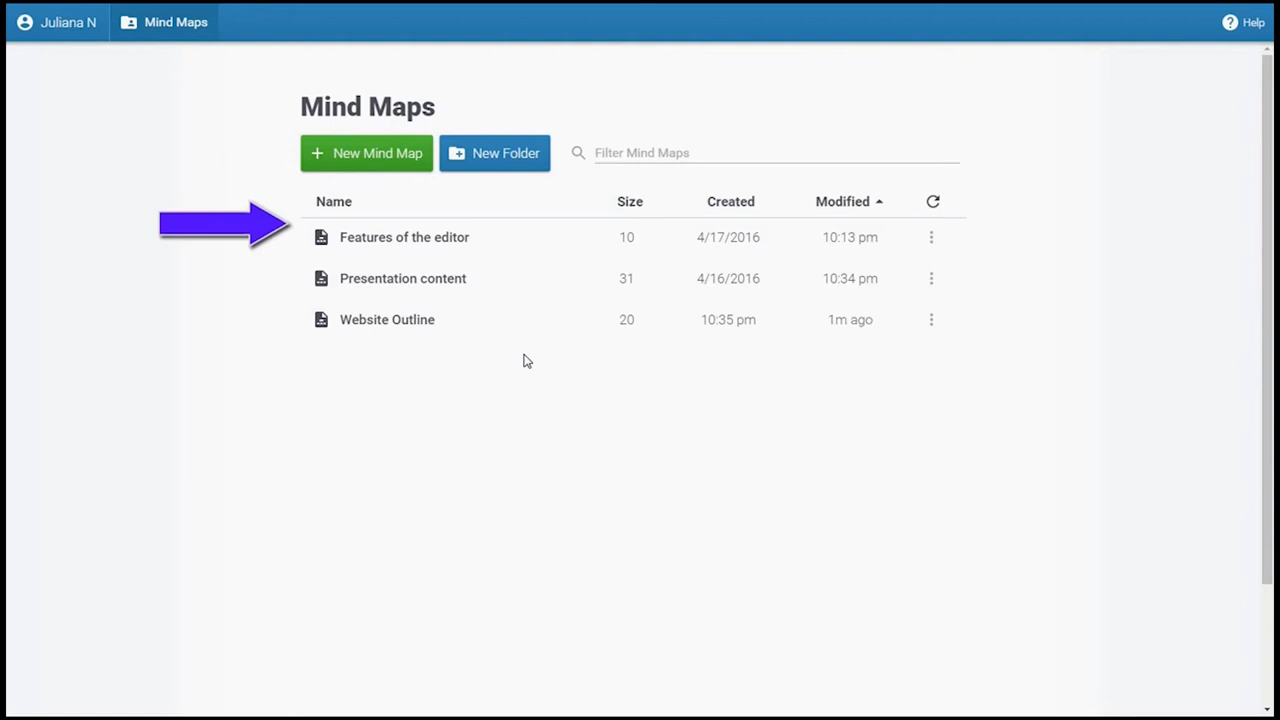 Juliana N Mind Maps Help
Mind Maps
New Mind Map New Folder Filter Mind Maps
Name Size Created Modified
Features of the editor 10 4/17/2016 10:13 pm
Presentation content 31 4/16/2016 10:34 pm
Website Outline 20 10:35 pm 1m ago